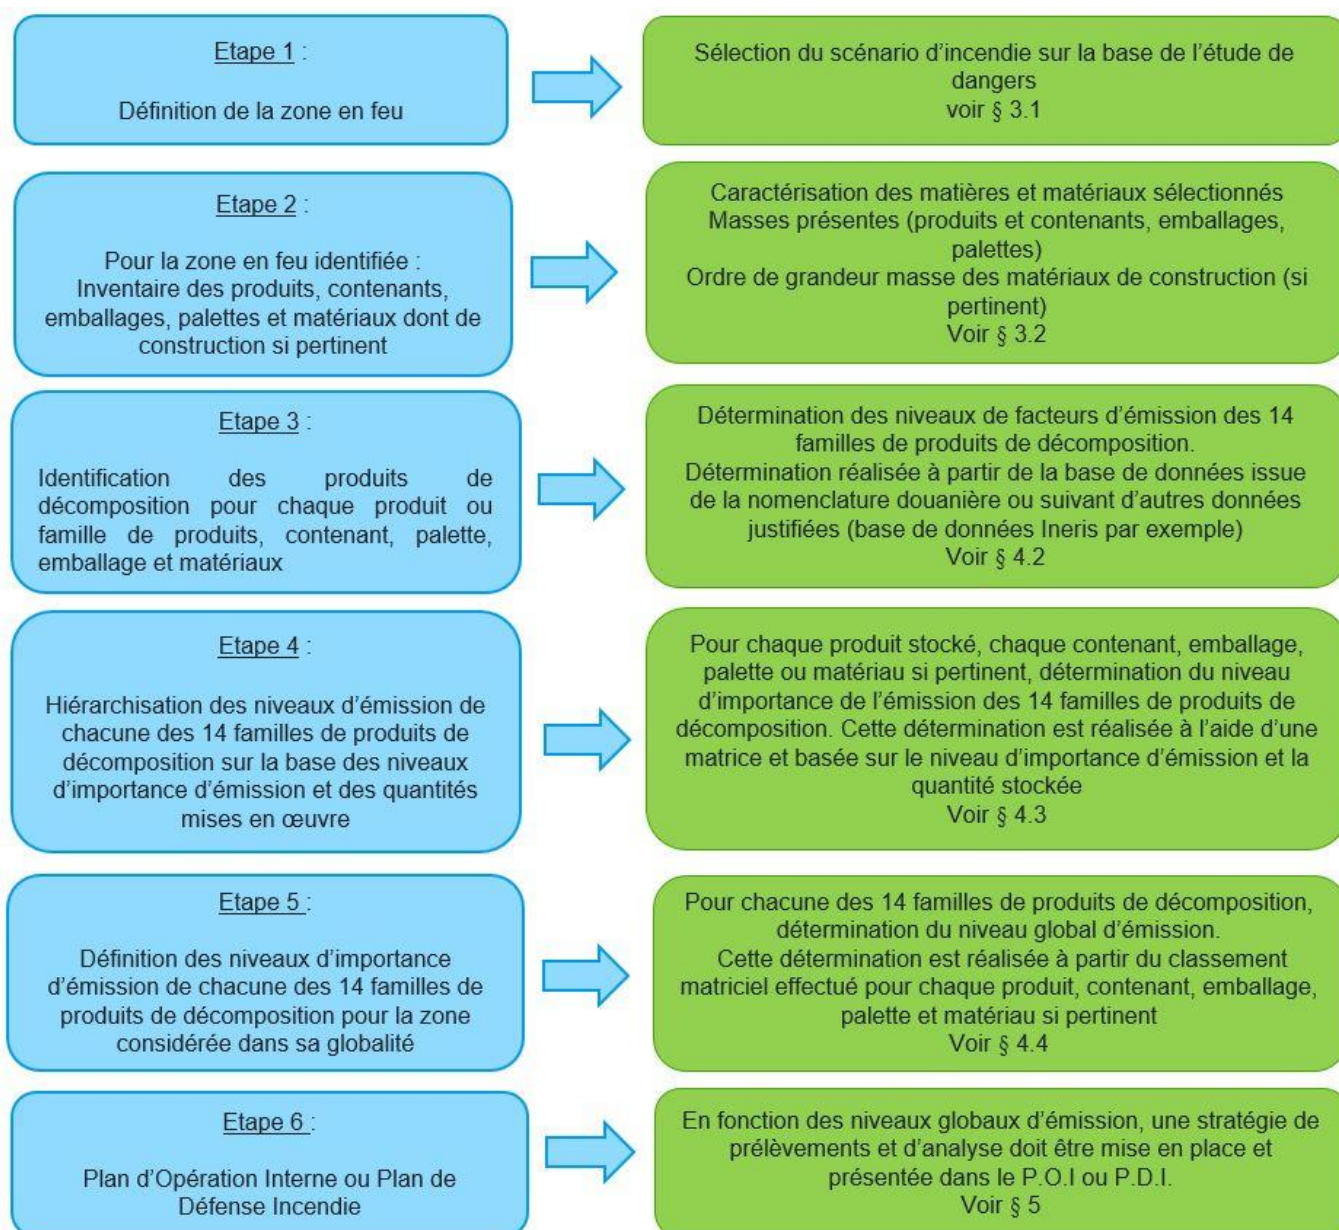 Etape 1 :
Définition de la zone en feu
Sélection du scénario d’incendie sur la base de l’étude de
dangers
voir § 3.1
Etape 2 :
Pour la zone en feu identifiée :
Inventaire des produits, contenants,
emballages, palettes et matériaux dont de
construction si pertinent
Caractérisation des matières et matériaux sélectionnés
Masses présentes (produits et contenants, emballages,
palettes)
Ordre de grandeur masse des matériaux de construction (si
pertinent)
Voir § 3.2
Etape 3 :
Identification des produits de
décomposition pour chaque produit ou
famille de produits, contenant, palette,
emballage et matériaux
Détermination des niveaux de facteurs d’émission des 14
familles de produits de décomposition.
Détermination réalisée à partir de la base de données issue
de la nomenclature douanière ou suivant d’autres données
justifiées (base de données Ineris par exemple)
Voir § 4.2
Etape 4 :
Hiérarchisation des niveaux d’émission de
chacune des 14 familles de produits de
décomposition sur la base des niveaux
d’importance d’émission et des quantités
mises en œuvre
Pour chaque produit stocké, chaque contenant, emballage,
palette ou matériau si pertinent, détermination du niveau
d’importance de l’émission des 14 familles de produits de
décomposition. Cette détermination est réalisée à l’aide d’une
matrice et basée sur le niveau d’importance d’émission et la
quantité stockée
Voir § 4.3
Etape 5 :
Définition des niveaux d’importance
d’émission de chacune des 14 familles de
produits de décomposition pour la zone
considérée dans sa globalité
Pour chacune des 14 familles de produits de décomposition,
détermination du niveau global d’émission.
Cette détermination est réalisée à partir du classement
matriciel effectué pour chaque produit, contenant, emballage,
palette et matériau si pertinent
Voir § 4.4
Etape 6 :
Plan d’Opération Interne ou Plan de
Défense Incendie
En fonction des niveaux globaux d’émission, une stratégie de
prélèvements et d’analyse doit être mise en place et
présentée dans le P.O.I ou P.D.I.
Voir § 5